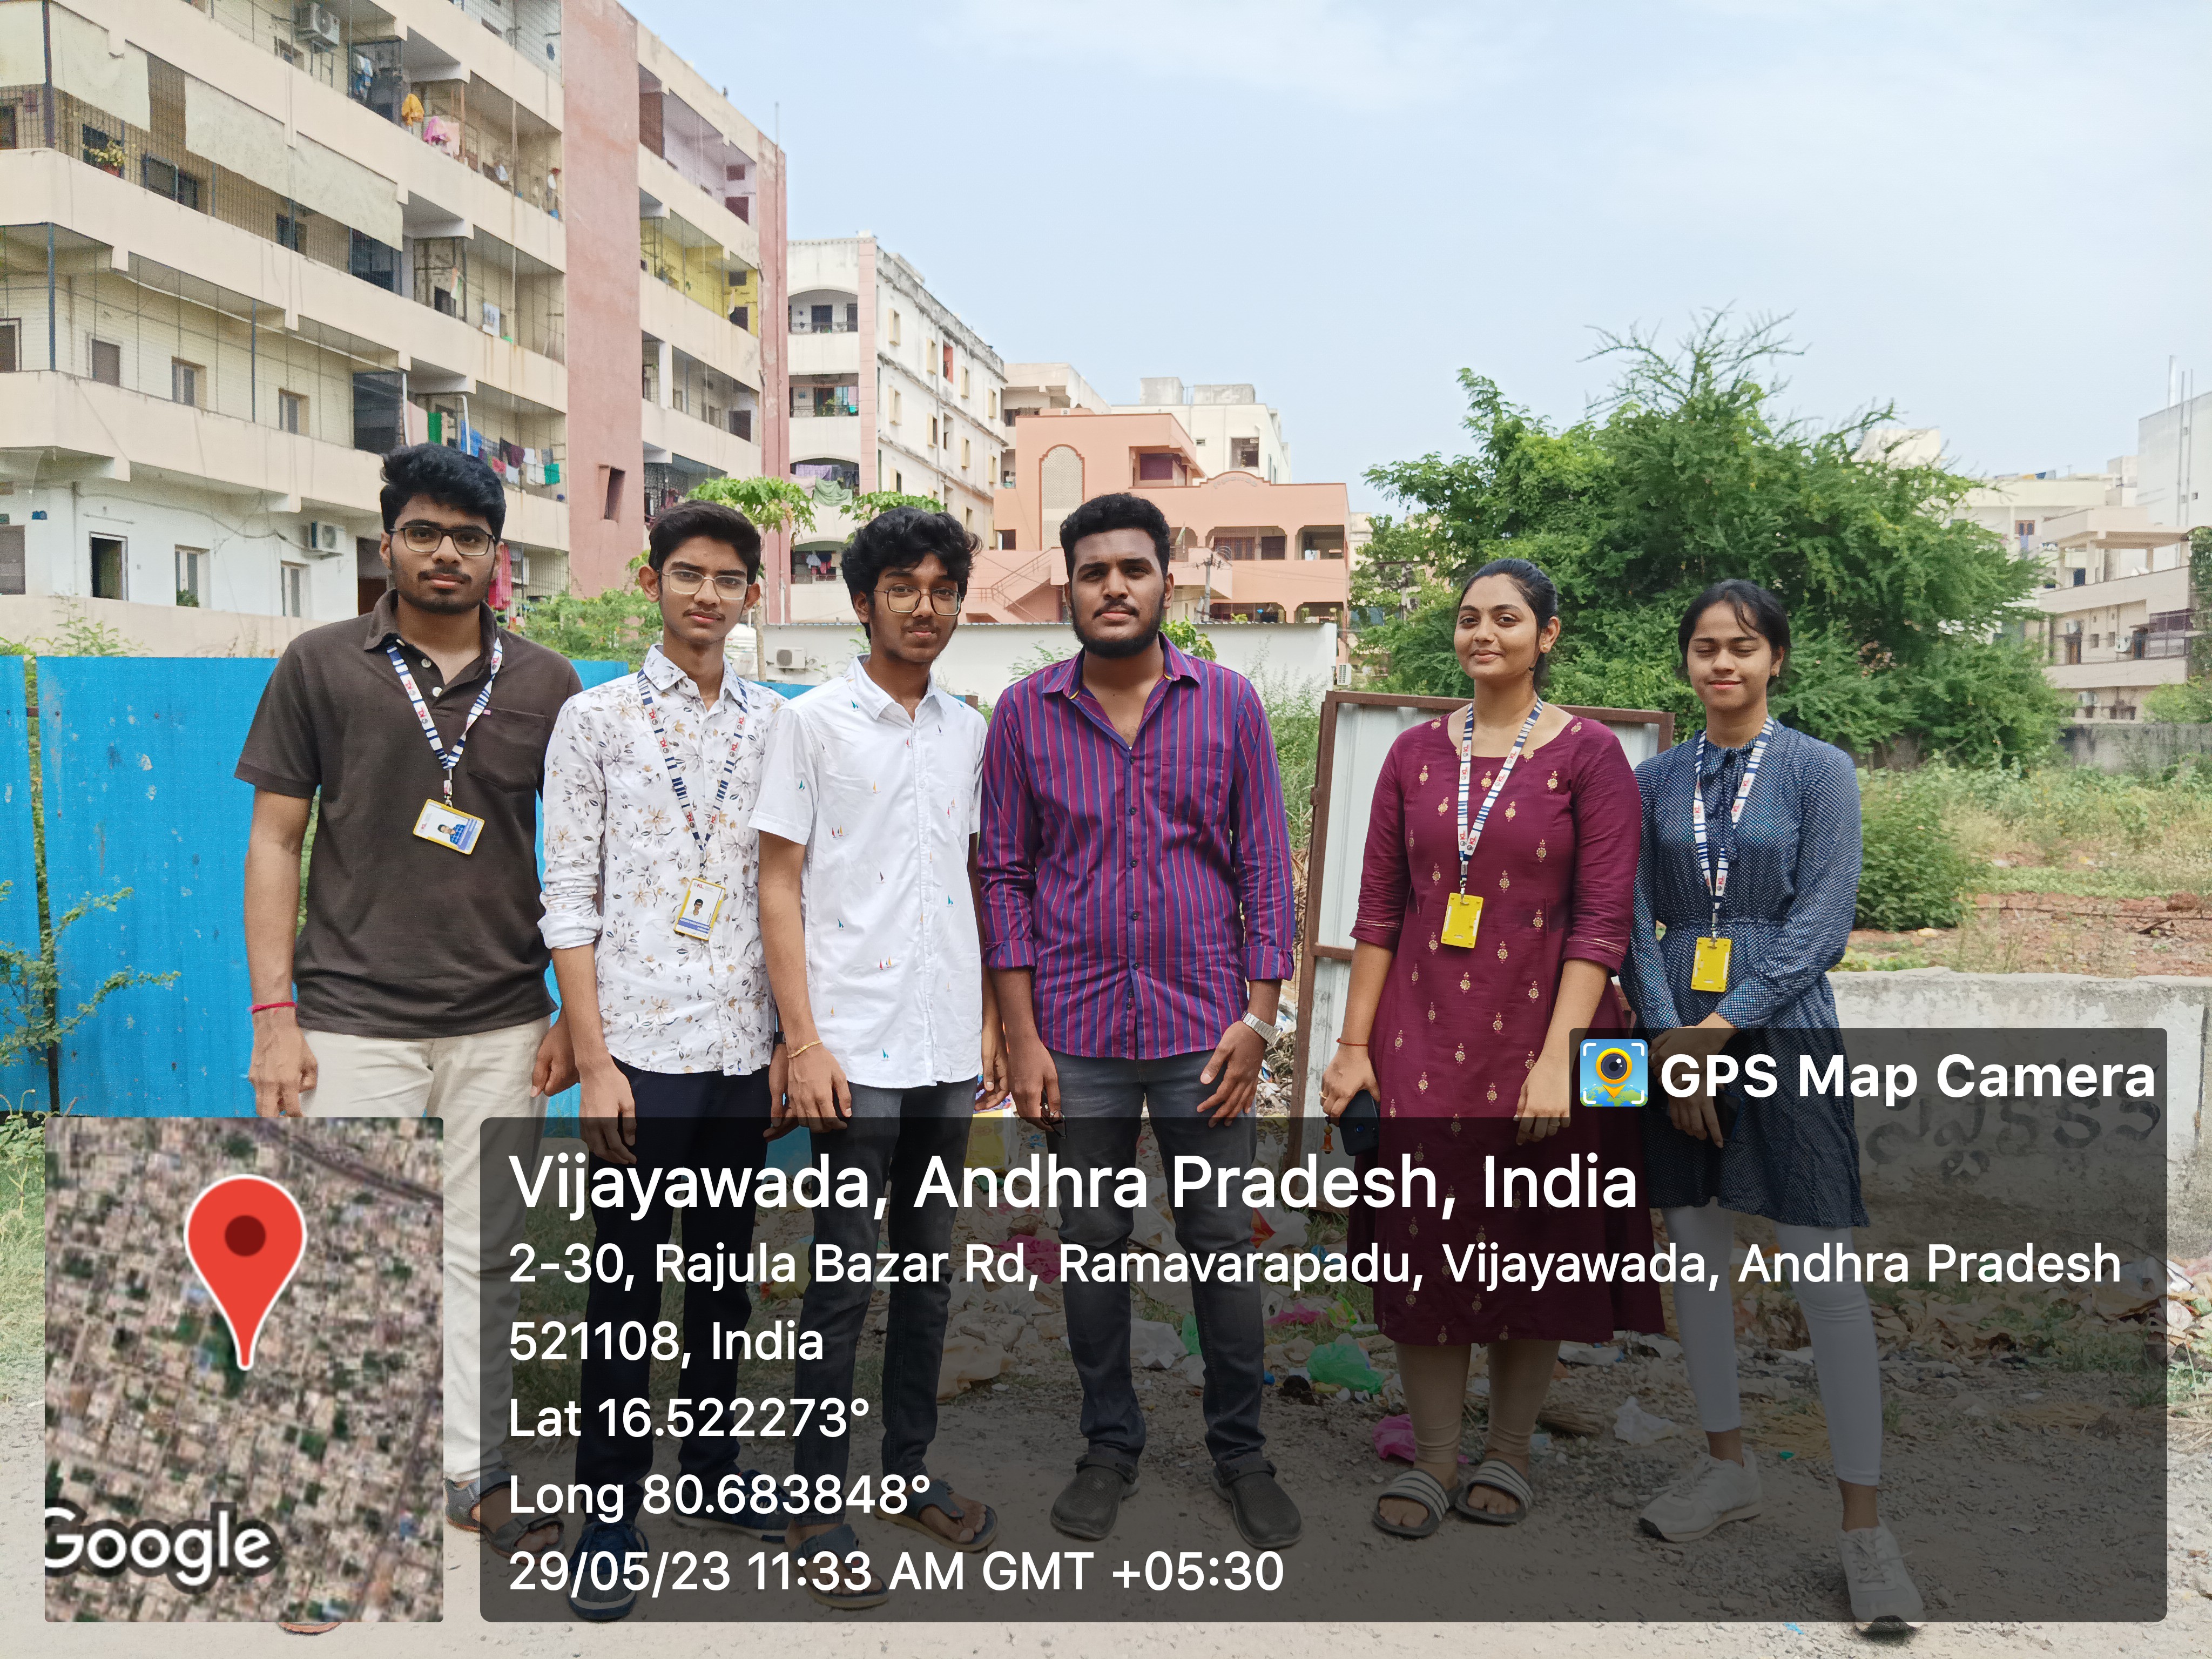 GPS Map Camera
Vijayawada, Andhra Pradesh, India
2-30, Rajula Bazar Rd, Ramavarapadu, Vijayawada, Andhra Pradesh
521108, India
Lat 16.522273°
Long 80.683848°
29/05/23 11:33 AM GMT +05:30
Google